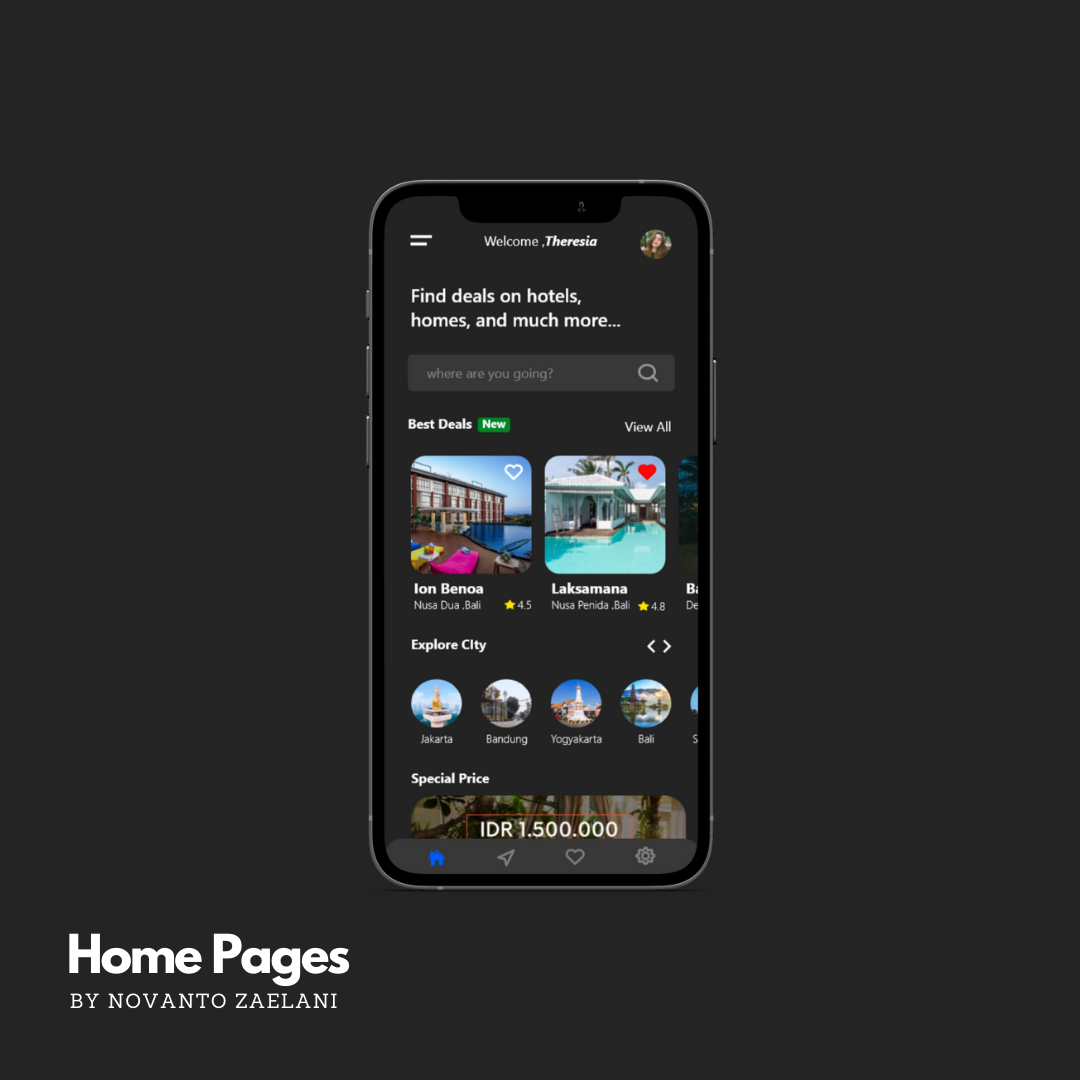 Welcome ,Theresia
Find deals on hotels,
homes, and much more...
where are you going?
Best Deals New
View All
Ion Benoa
Nusa Dua ,Bali 4.5
Laksamana
Nusa Penida ,Bali 4.8
Ba
De
Explore CIty
Jakarta Bandung Yogyakarta Bali S
Special Price
IDR 1.500.000
Home Pages
BY NOVANTO ZAELANI